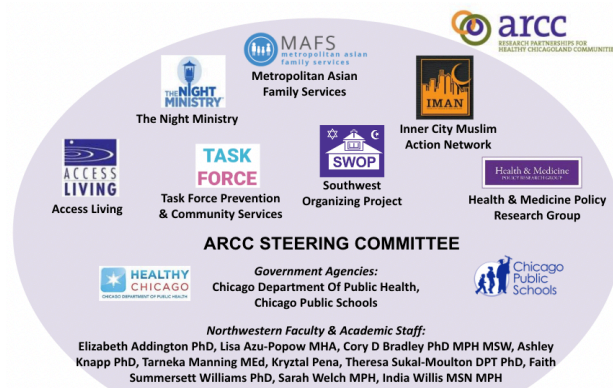 arcc
RESEARCH PARTNERSHIPS FOR
HEALTHY CHICAGOLAND COMMUNITIES
MAFS
metropolitan asian
family services
Metropolitan Asian
Family Services
THE NIGHT
MINISTRY
The Night Ministry
IMAN
Inner City Muslim
Action Network
ACCESS
LIVING
Access Living
TASK
FORCE
Task Force Prevention
& Community Services
SWOP
Southwest
Organizing Project
Health & Medicine
POLICY RESEARCH GROUP
Health & Medicine Policy
Research Group
ARCC STEERING COMMITTEE
HEALTHY
CHICAGO
CHICAGO DEPARTMENT OF PUBLIC HEALTH
Government Agencies:
Chicago Department Of Public Health,
Chicago Public Schools
Chicago
Public
Schools
Northwestern Faculty & Academic Staff:
Elizabeth Addington PhD, Lisa Azu-Popow MHA, Cory D Bradley PhD MPH MSW, Ashley
Knapp PhD, Tarneka Manning MEd, Kryztal Pena, Theresa Sukal-Moulton DPT PhD, Faith
Summersett Williams PhD, Sarah Welch MPH, India Willis MSN MPH